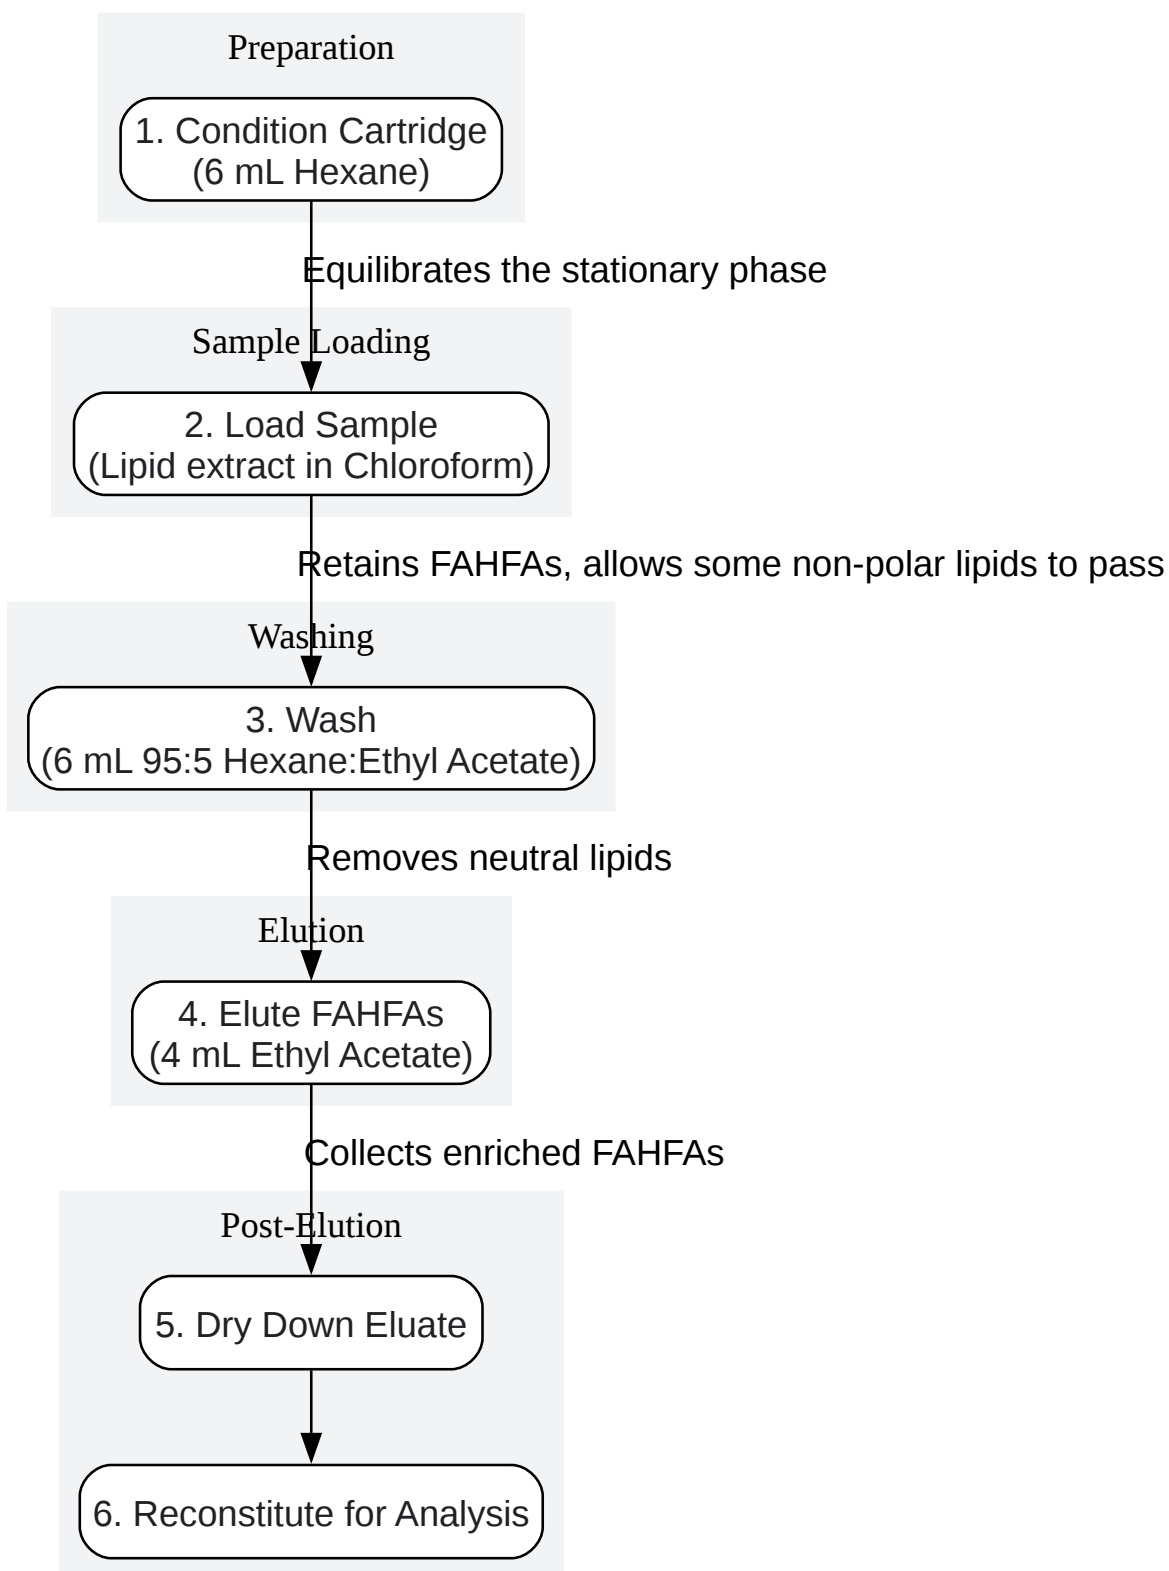 Preparation
1. Condition Cartridge
(6 mL Hexane)
Equilibrates the stationary phase
Sample Loading
2. Load Sample
(Lipid extract in Chloroform)
Retains FAHFAs, allows some non-polar lipids to pass
Washing
3. Wash
(6 mL 95:5 Hexane:Ethyl Acetate)
Removes neutral lipids
Elution
4. Elute FAHFAs
(4 mL Ethyl Acetate)
Collects enriched FAHFAs
Post-Elution
5. Dry Down Eluate
6. Reconstitute for Analysis